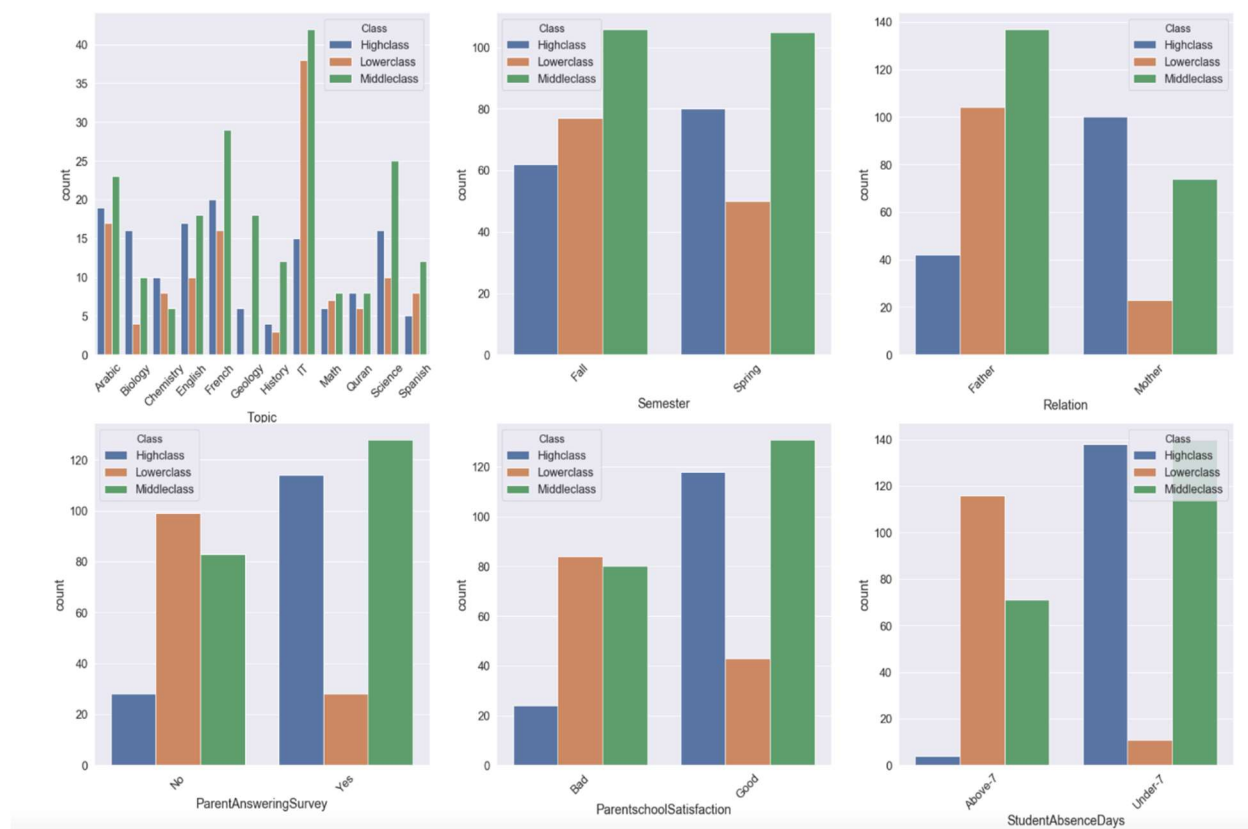 Class
Highclass
Lowerclass
Middleclass
count
40
35
30
25
20
15
10
5
0
Arabic
Biology
Chemistry
English
French
Geology
History
IT
Math
Quran
Science
Spanish
Topic
Class
Highclass
Lowerclass
Middleclass
count
100
80
60
40
20
0
Fall
Spring
Semester
Class
Highclass
Lowerclass
Middleclass
count
140
120
100
80
60
40
20
0
Father
Mother
Relation
Class
Highclass
Lowerclass
Middleclass
count
120
100
80
60
40
20
0
No
Yes
ParentAnsweringSurvey
Class
Highclass
Lowerclass
Middleclass
count
120
100
80
60
40
20
0
Bad
Good
ParentschoolSatisfaction
Class
Highclass
Lowerclass
Middleclass
count
140
120
100
80
60
40
20
0
Above-7
Under-7
StudentAbsenceDays